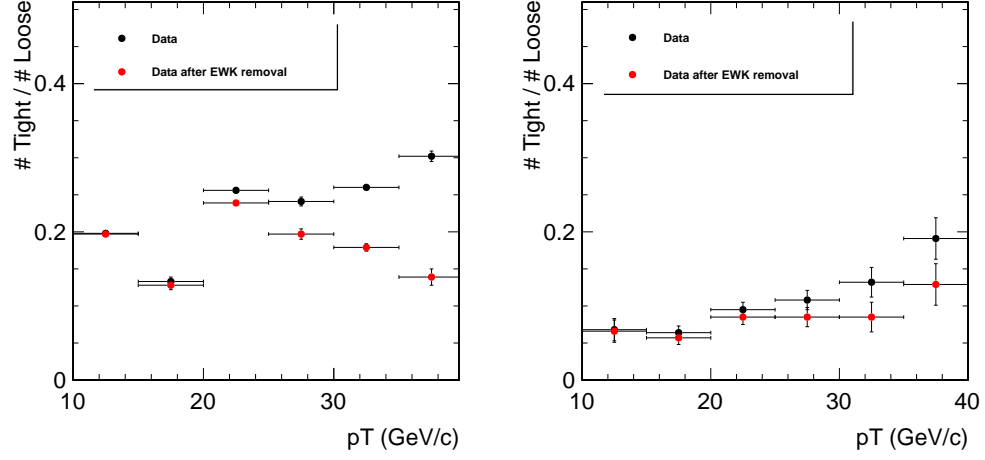 # Tight / # Loose
0.4
0.2
0
Data
Data after EWK removal
10
20
30
pT (GeV/c)
# Tight / # Loose
0.4
0.2
0
Data
Data after EWK removal
10
20
30
40
pT (GeV/c)